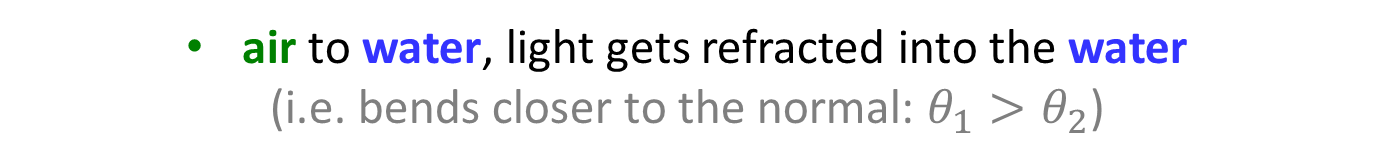 • air to water, light gets refracted into the water
(i.e. bends closer to the normal: θ₁ > θ₂)